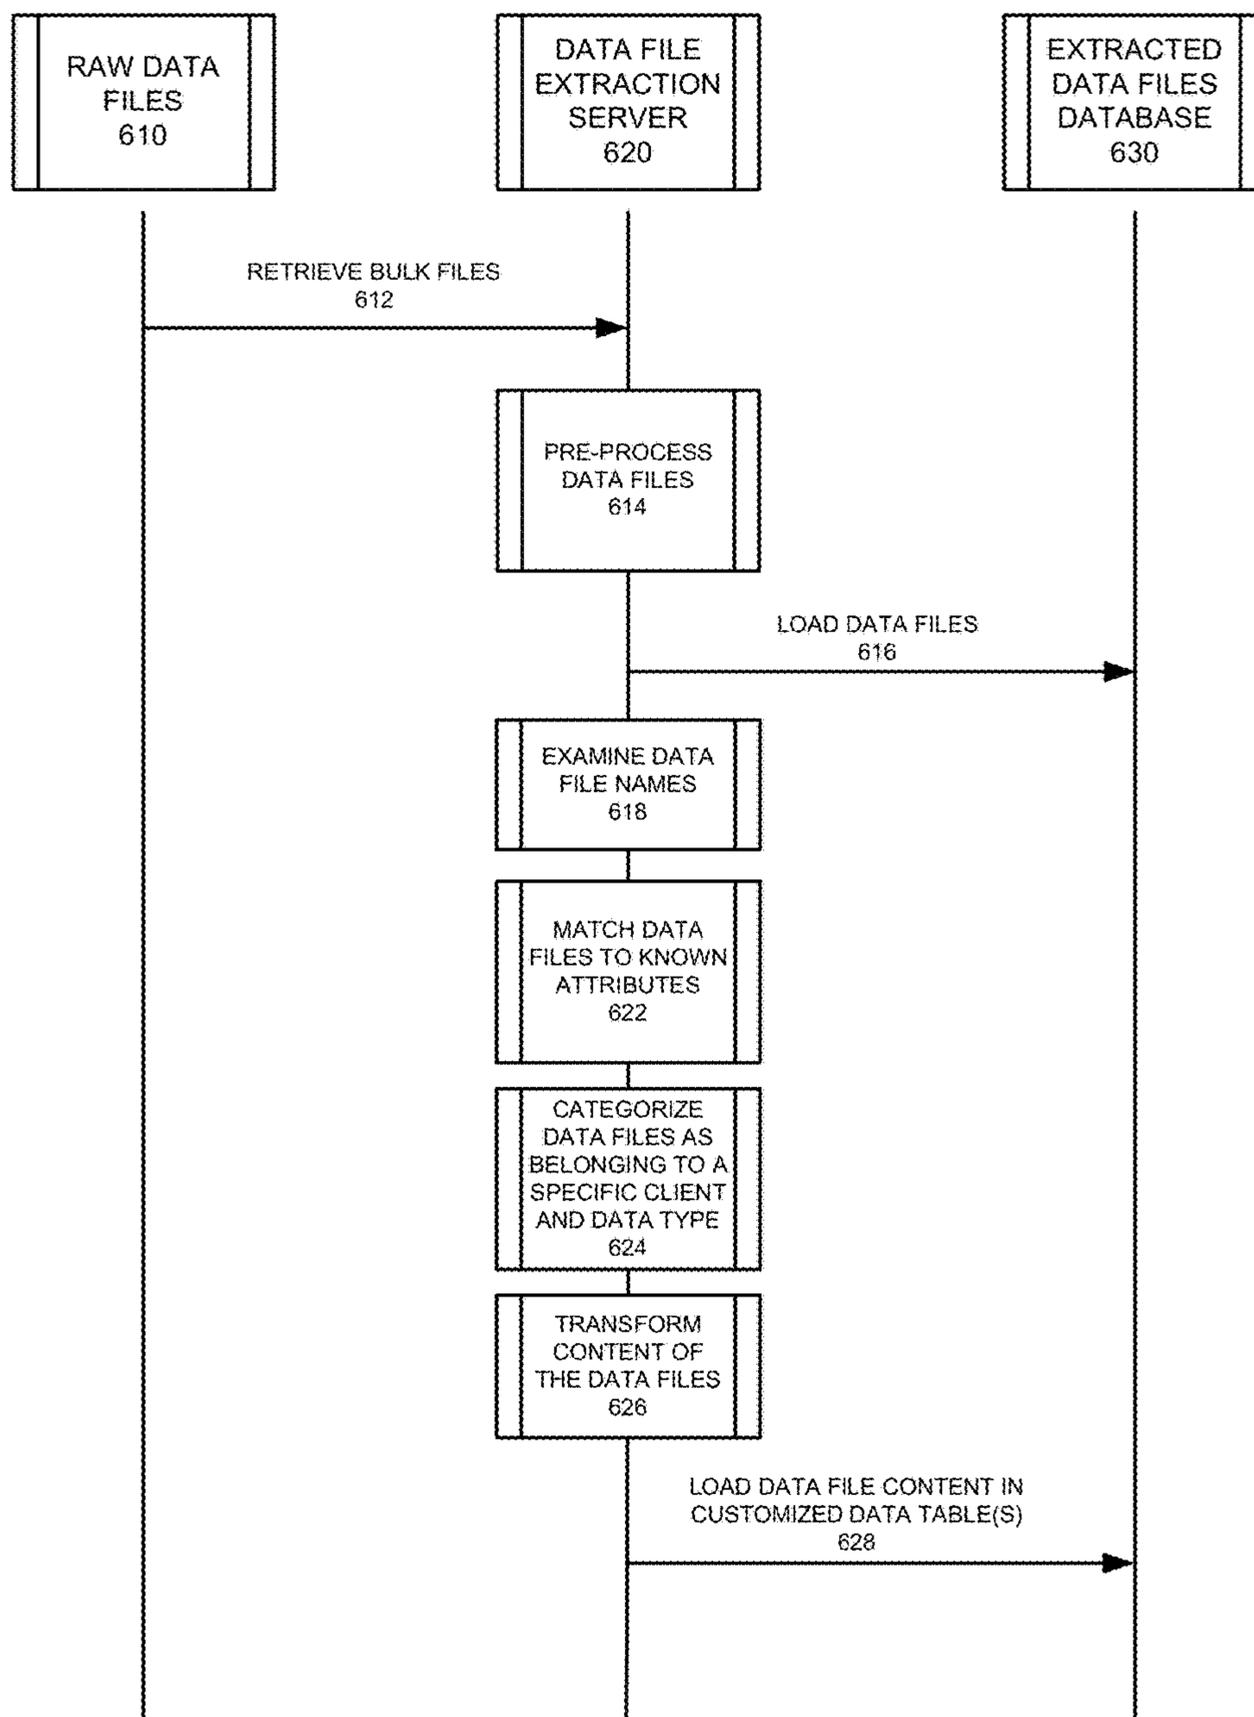 RAW DATA
FILES
610
DATA FILE
EXTRACTION
SERVER
620
EXTRACTED
DATA FILES
DATABASE
630
RETRIEVE BULK FILES
612
PRE-PROCESS
DATA FILES
614
LOAD DATA FILES
616
EXAMINE DATA
FILE NAMES
618
MATCH DATA
FILES TO KNOWN
ATTRIBUTES
622
CATEGORIZE
DATA FILES AS
BELONGING TO A
SPECIFIC CLIENT
AND DATA TYPE
624
TRANSFORM
CONTENT OF
THE DATA FILES
626
LOAD DATA FILE CONTENT IN
CUSTOMIZED DATA TABLE(S)
628